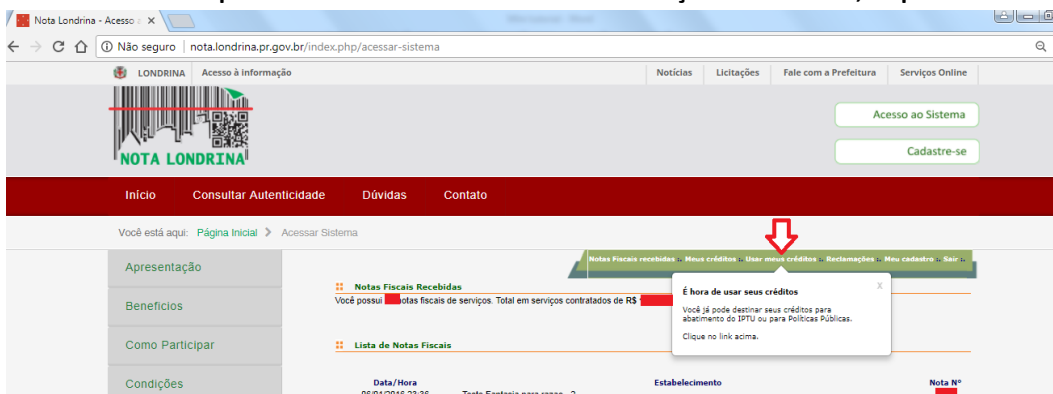 Nota Londrina - Acesso
Não seguro | nota.londrina.pr.gov.br/index.php/acessar-sistema
LONDRINA Acesso à informação Notícias Licitações Fale com a Prefeitura Serviços Online
Acesso ao Sistema
NOTA LONDRINA
Cadastre-se
Início Consultar Autenticidade Dúvidas Contato
Você está aqui: Página Inicial Acessar Sistema
Notas Fiscais recebidas :. Meus créditos :. Usar meus créditos :. Reclamações :. Meu cadastro :. Sair :.
Apresentação
Notas Fiscais Recebidas
É hora de usar seus créditos X
Você possui notas fiscais de serviços. Total em serviços contratados de R$
Beneficios
Você já pode destinar seus créditos para
abatimento do IPTU ou para Políticas Públicas.
Clique no link acima.
Como Participar
Lista de Notas Fiscais
Condições
Data/Hora Estabelecimento Nota Nº